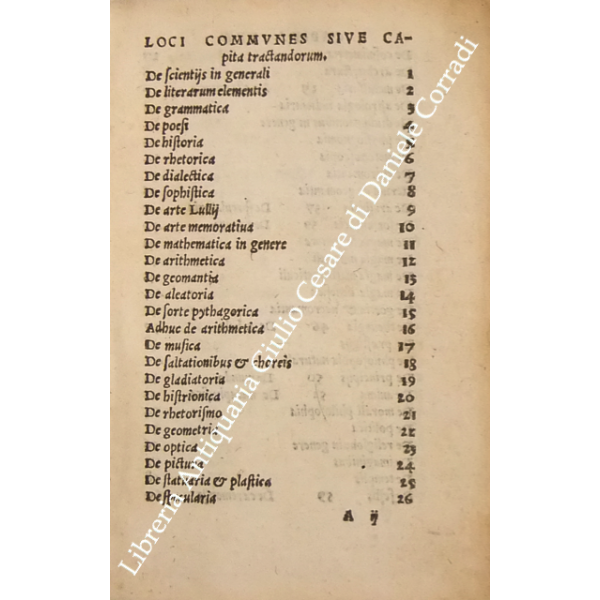 LOCI COMMVNES SIVE CA-
pita tractandorum.
De ſcientijs in generali 1
De literarum elementis 2
De grammatica 3
De poeſi 4
De hiſtoria 5
De rhetorica 6
De dialectica 7
De ſophiſtica 8
De arte Lullij 9
De arte memoratiua 10
De mathematica in genere 11
De arithmetica 12
De geomantia 13
De aleatoria 14
De ſorte pythagorica 15
Adhuc de arithmetica 16
De muſica 17
De ſaltationibus & choreis 18
De gladiatoria 19
De hiſtrionica 20
De rhetoriſmo 21
De geometria 22
De optica 23
De pictura 24
De ſtatuaria & plaſtica 25
De ſpecularia 26
A ij
Libreria Antiquaria Giulio Cesare di Daniele Corradi